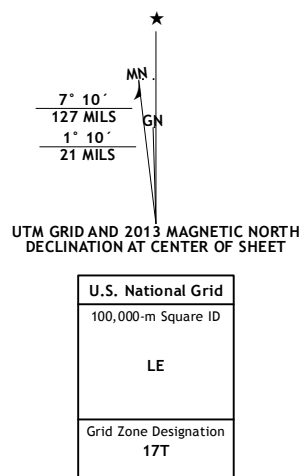 ★
MN
7° 10´
127 MILS
GN
1° 10´
21 MILS
UTM GRID AND 2013 MAGNETIC NORTH
DECLINATION AT CENTER OF SHEET
U.S. National Grid
100,000-m Square ID
LE
Grid Zone Designation
17T